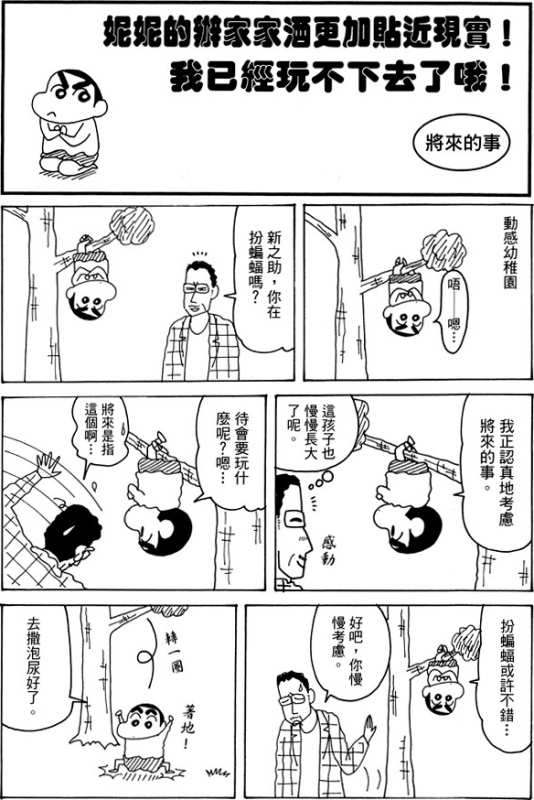 妮妮的辦家家酒更加貼近現實！
我已經玩不下去了哦！
將來的事
動感幼稚園
唔…
嗯…
新之助，你在
扮蝙蝠嗎？
我正認真地考慮
將來的事。
這孩子也
慢慢長大
了呢。
感動
待會要玩什
麼呢？嗯…
將來是指
這個啊…
扮蝙蝠或許不錯…
好吧，你慢
慢考慮。
轉一圈
著地！
去撒泡尿好了。